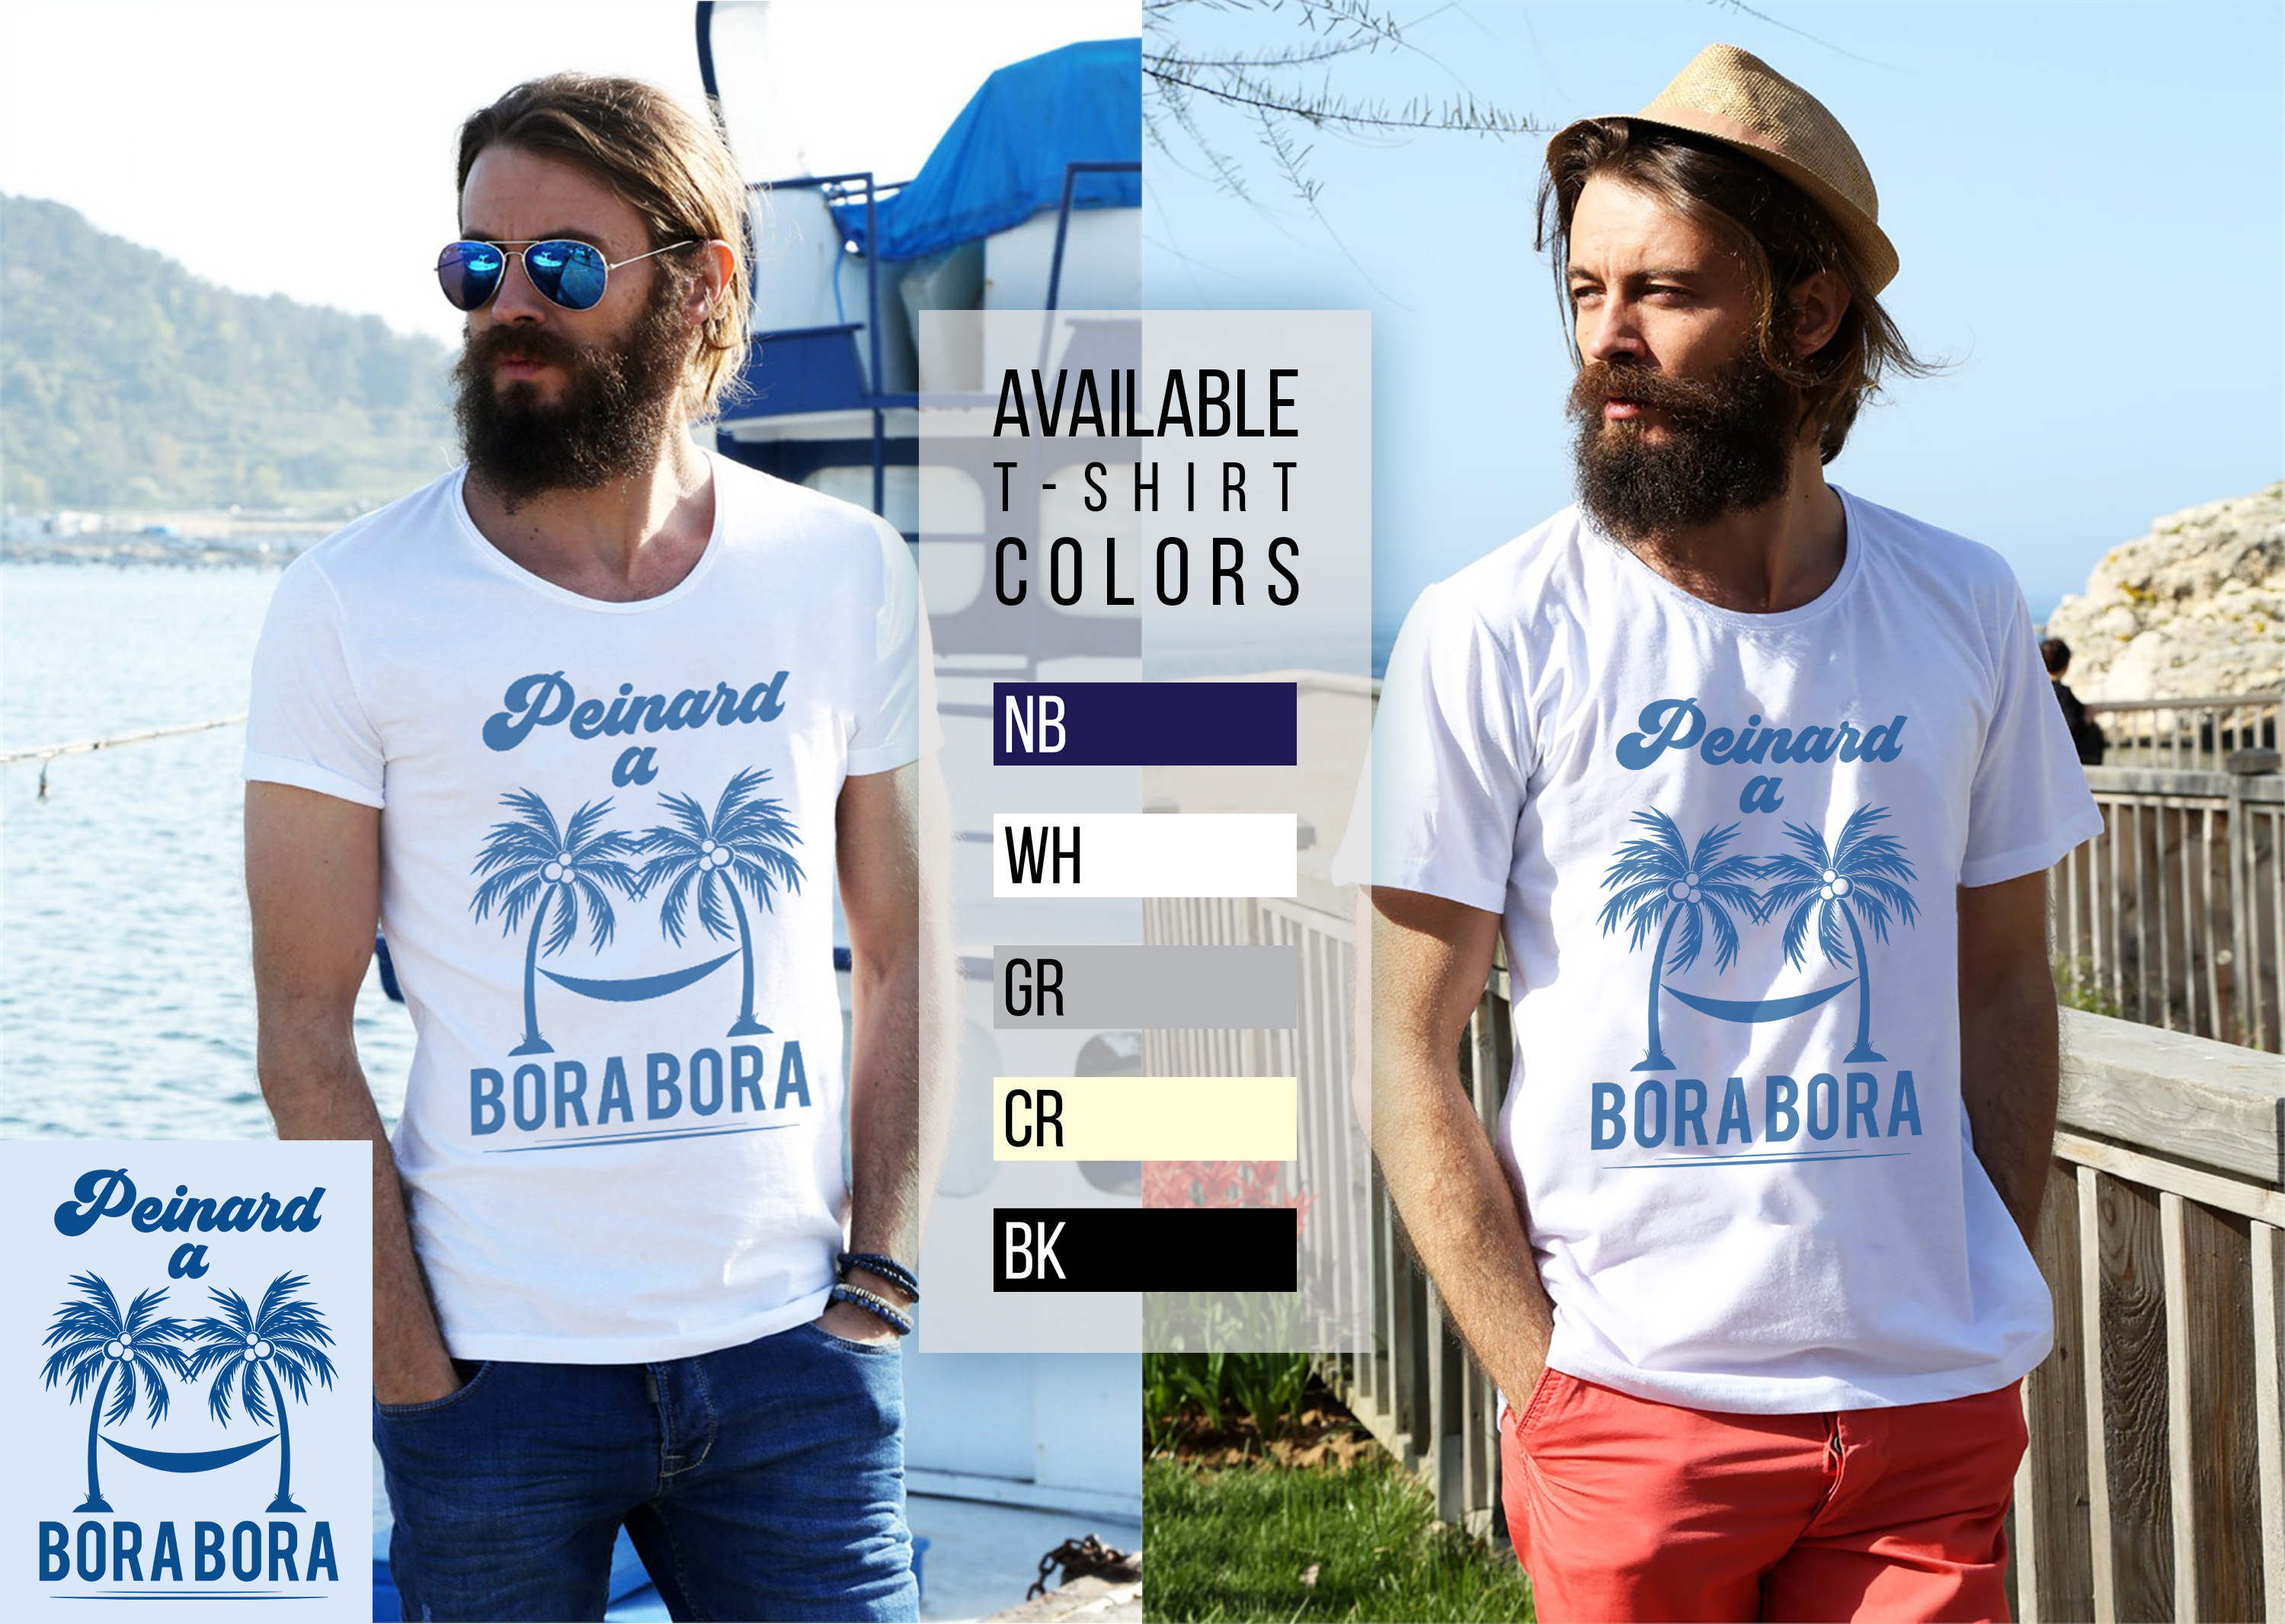 Peinard
a
BORA BORA
AVAILABLE
T-SHIRT
COLORS
NB
WH
GR
CR
BK
Peinard
a
BORA BORA
Peinard
a
BORA BORA